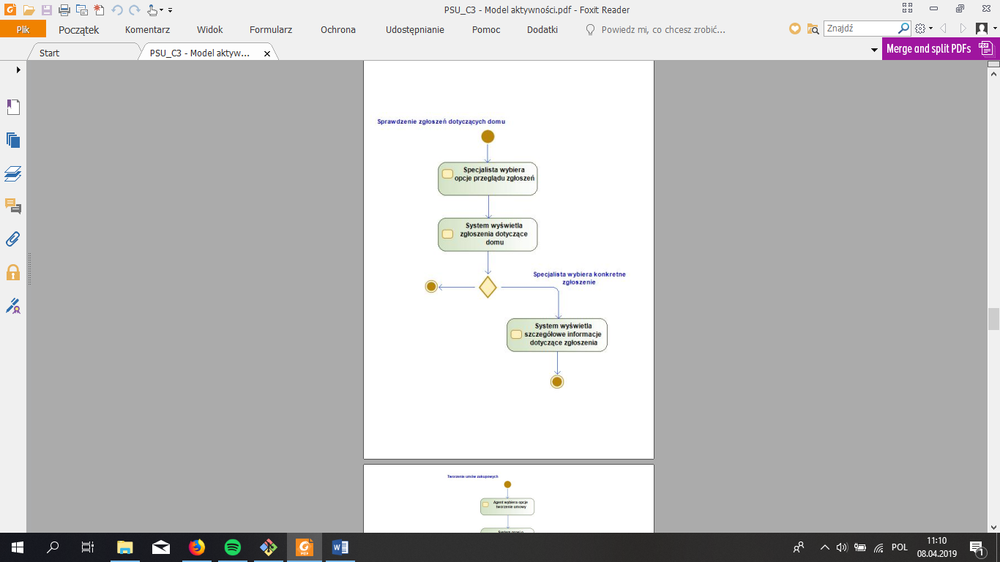 PSU_C3 - Model aktywności.pdf - Foxit Reader
Plik Początek Komentarz Widok Formularz Ochrona Udostępnianie Pomoc Dodatki Powiedz mi, co chcesz zrobić... Znajdź
Start PSU_C3 - Model aktyw... Merge and split PDFs
Sprawdzenie zgłoszeń dotyczących domu
Specjalista wybiera
opcje przeglądu zgłoszeń
System wyświetla
zgłoszenia dotyczące
domu
Specjalista wybiera konkretne
zgłoszenie
System wyświetla
szczegółowe informacje
dotyczące zgłoszenia
Tworzenie umów zakupowych
Agent wybiera opcje
tworzenie umowy
POL
11:10
08.04.2019
1